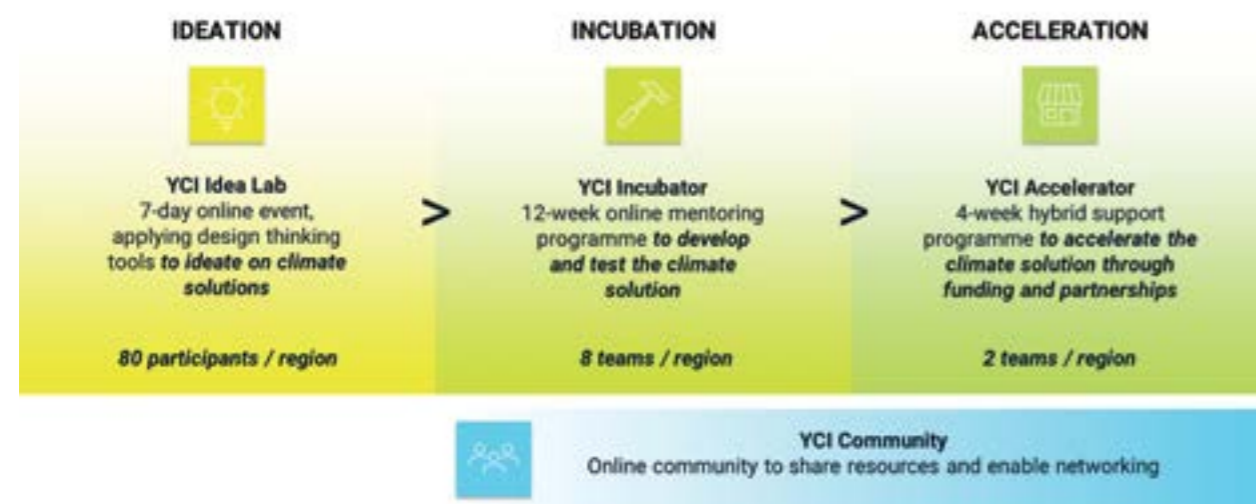 IDEATION
YCI Idea Lab
7-day online event,
applying design thinking
tools to ideate on climate
solutions
80 participants / region
>
INCUBATION
YCI Incubator
12-week online mentoring
programme to develop
and test the climate
solution
8 teams / region
>
ACCELERATION
YCI Accelerator
4-week hybrid support
programme to accelerate the
climate solution through
funding and partnerships
2 teams / region
YCI Community
Online community to share resources and enable networking